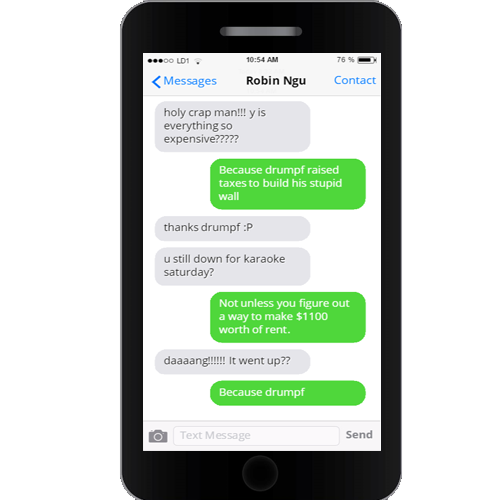 LD1 10:54 AM 76 %
Messages Robin Ngu Contact
holy crap man!!! y is
everything so
expensive?????
Because drumpf raised
taxes to build his stupid
wall
thanks drumpf :P
u still down for karaoke
saturday?
Not unless you figure out
a way to make $1100
worth of rent.
daaaang!!!!!! It went up??
Because drumpf
Text Message Send